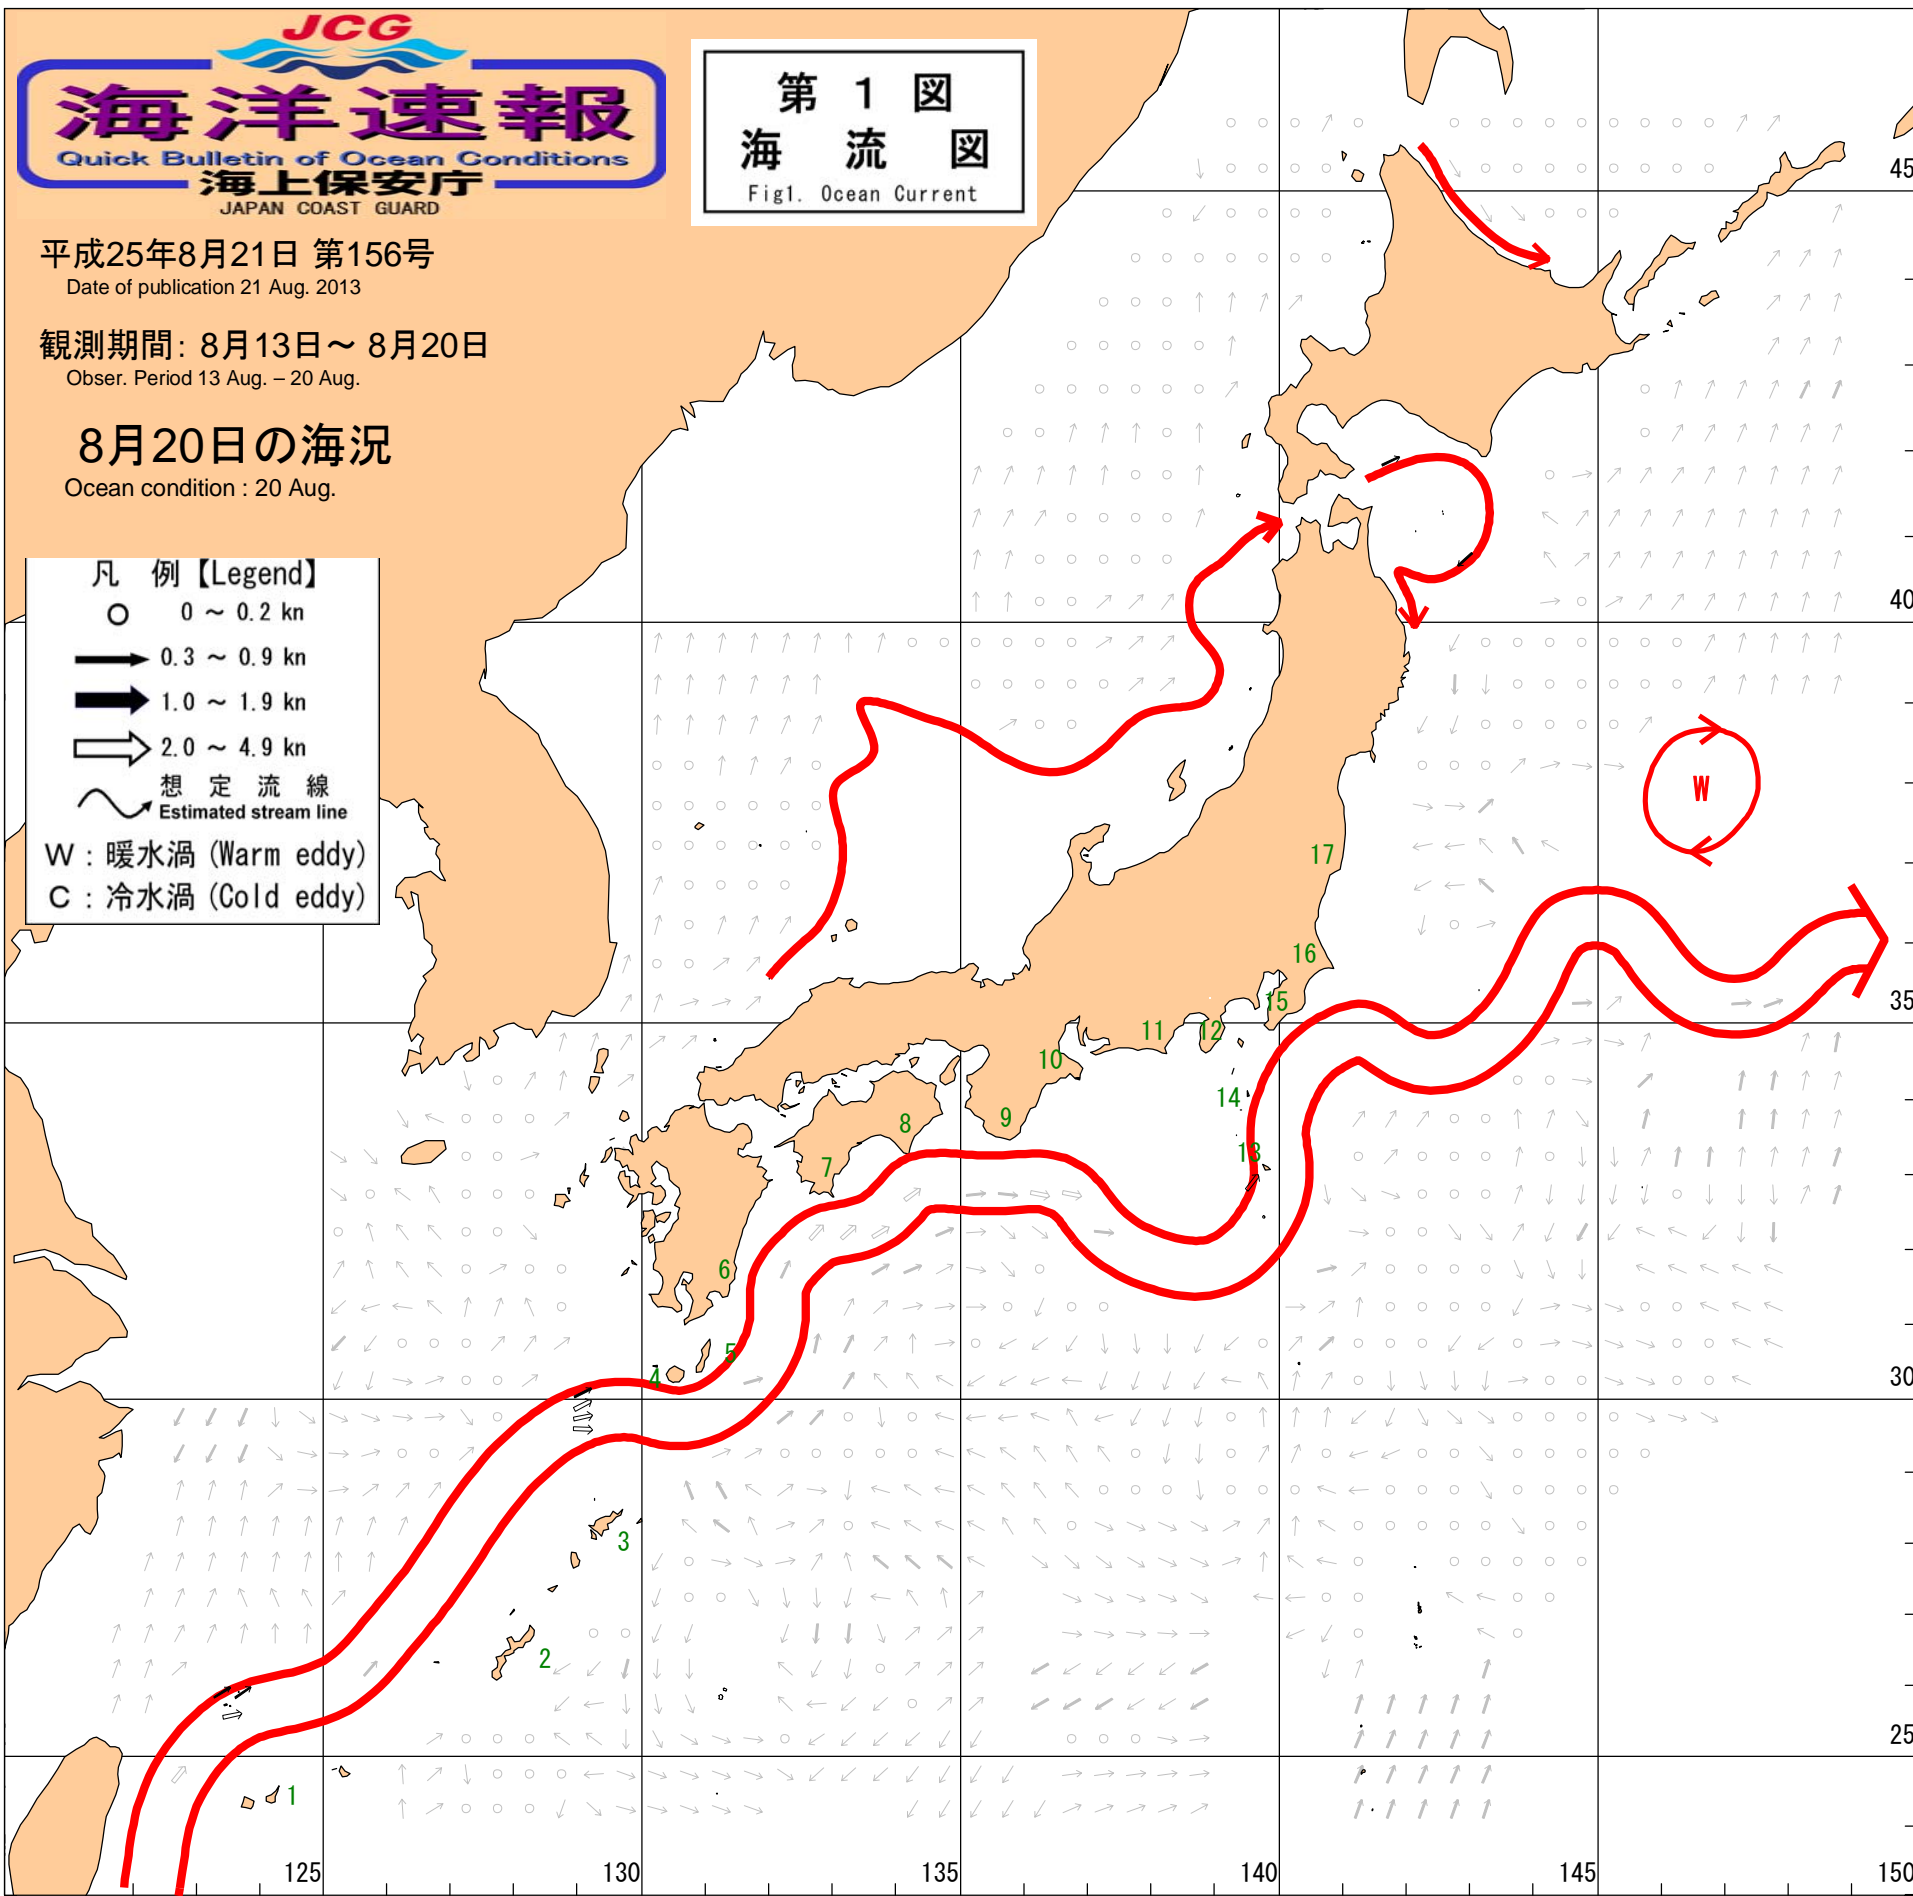 JCG
海洋速報
Quick Bulletin of Ocean Conditions
海上保安庁
JAPAN COAST GUARD
第 1 図
海 流 図
Fig1. Ocean Current
平成25年8月21日 第156号
Date of publication 21 Aug. 2013
観測期間: 8月13日～ 8月20日
Obser. Period 13 Aug. – 20 Aug.
8月20日の海況
Ocean condition : 20 Aug.
凡 例【Legend】
0 ～ 0.2 kn
0.3 ～ 0.9 kn
1.0 ～ 1.9 kn
2.0 ～ 4.9 kn
想 定 流 線
Estimated stream line
W : 暖水渦 (Warm eddy)
C : 冷水渦 (Cold eddy)
45
40
W
17
16
35
15
12
11
10
14
9
8
13
7
6
5
4
30
3
2
25
1
125
130
135
140
145
150